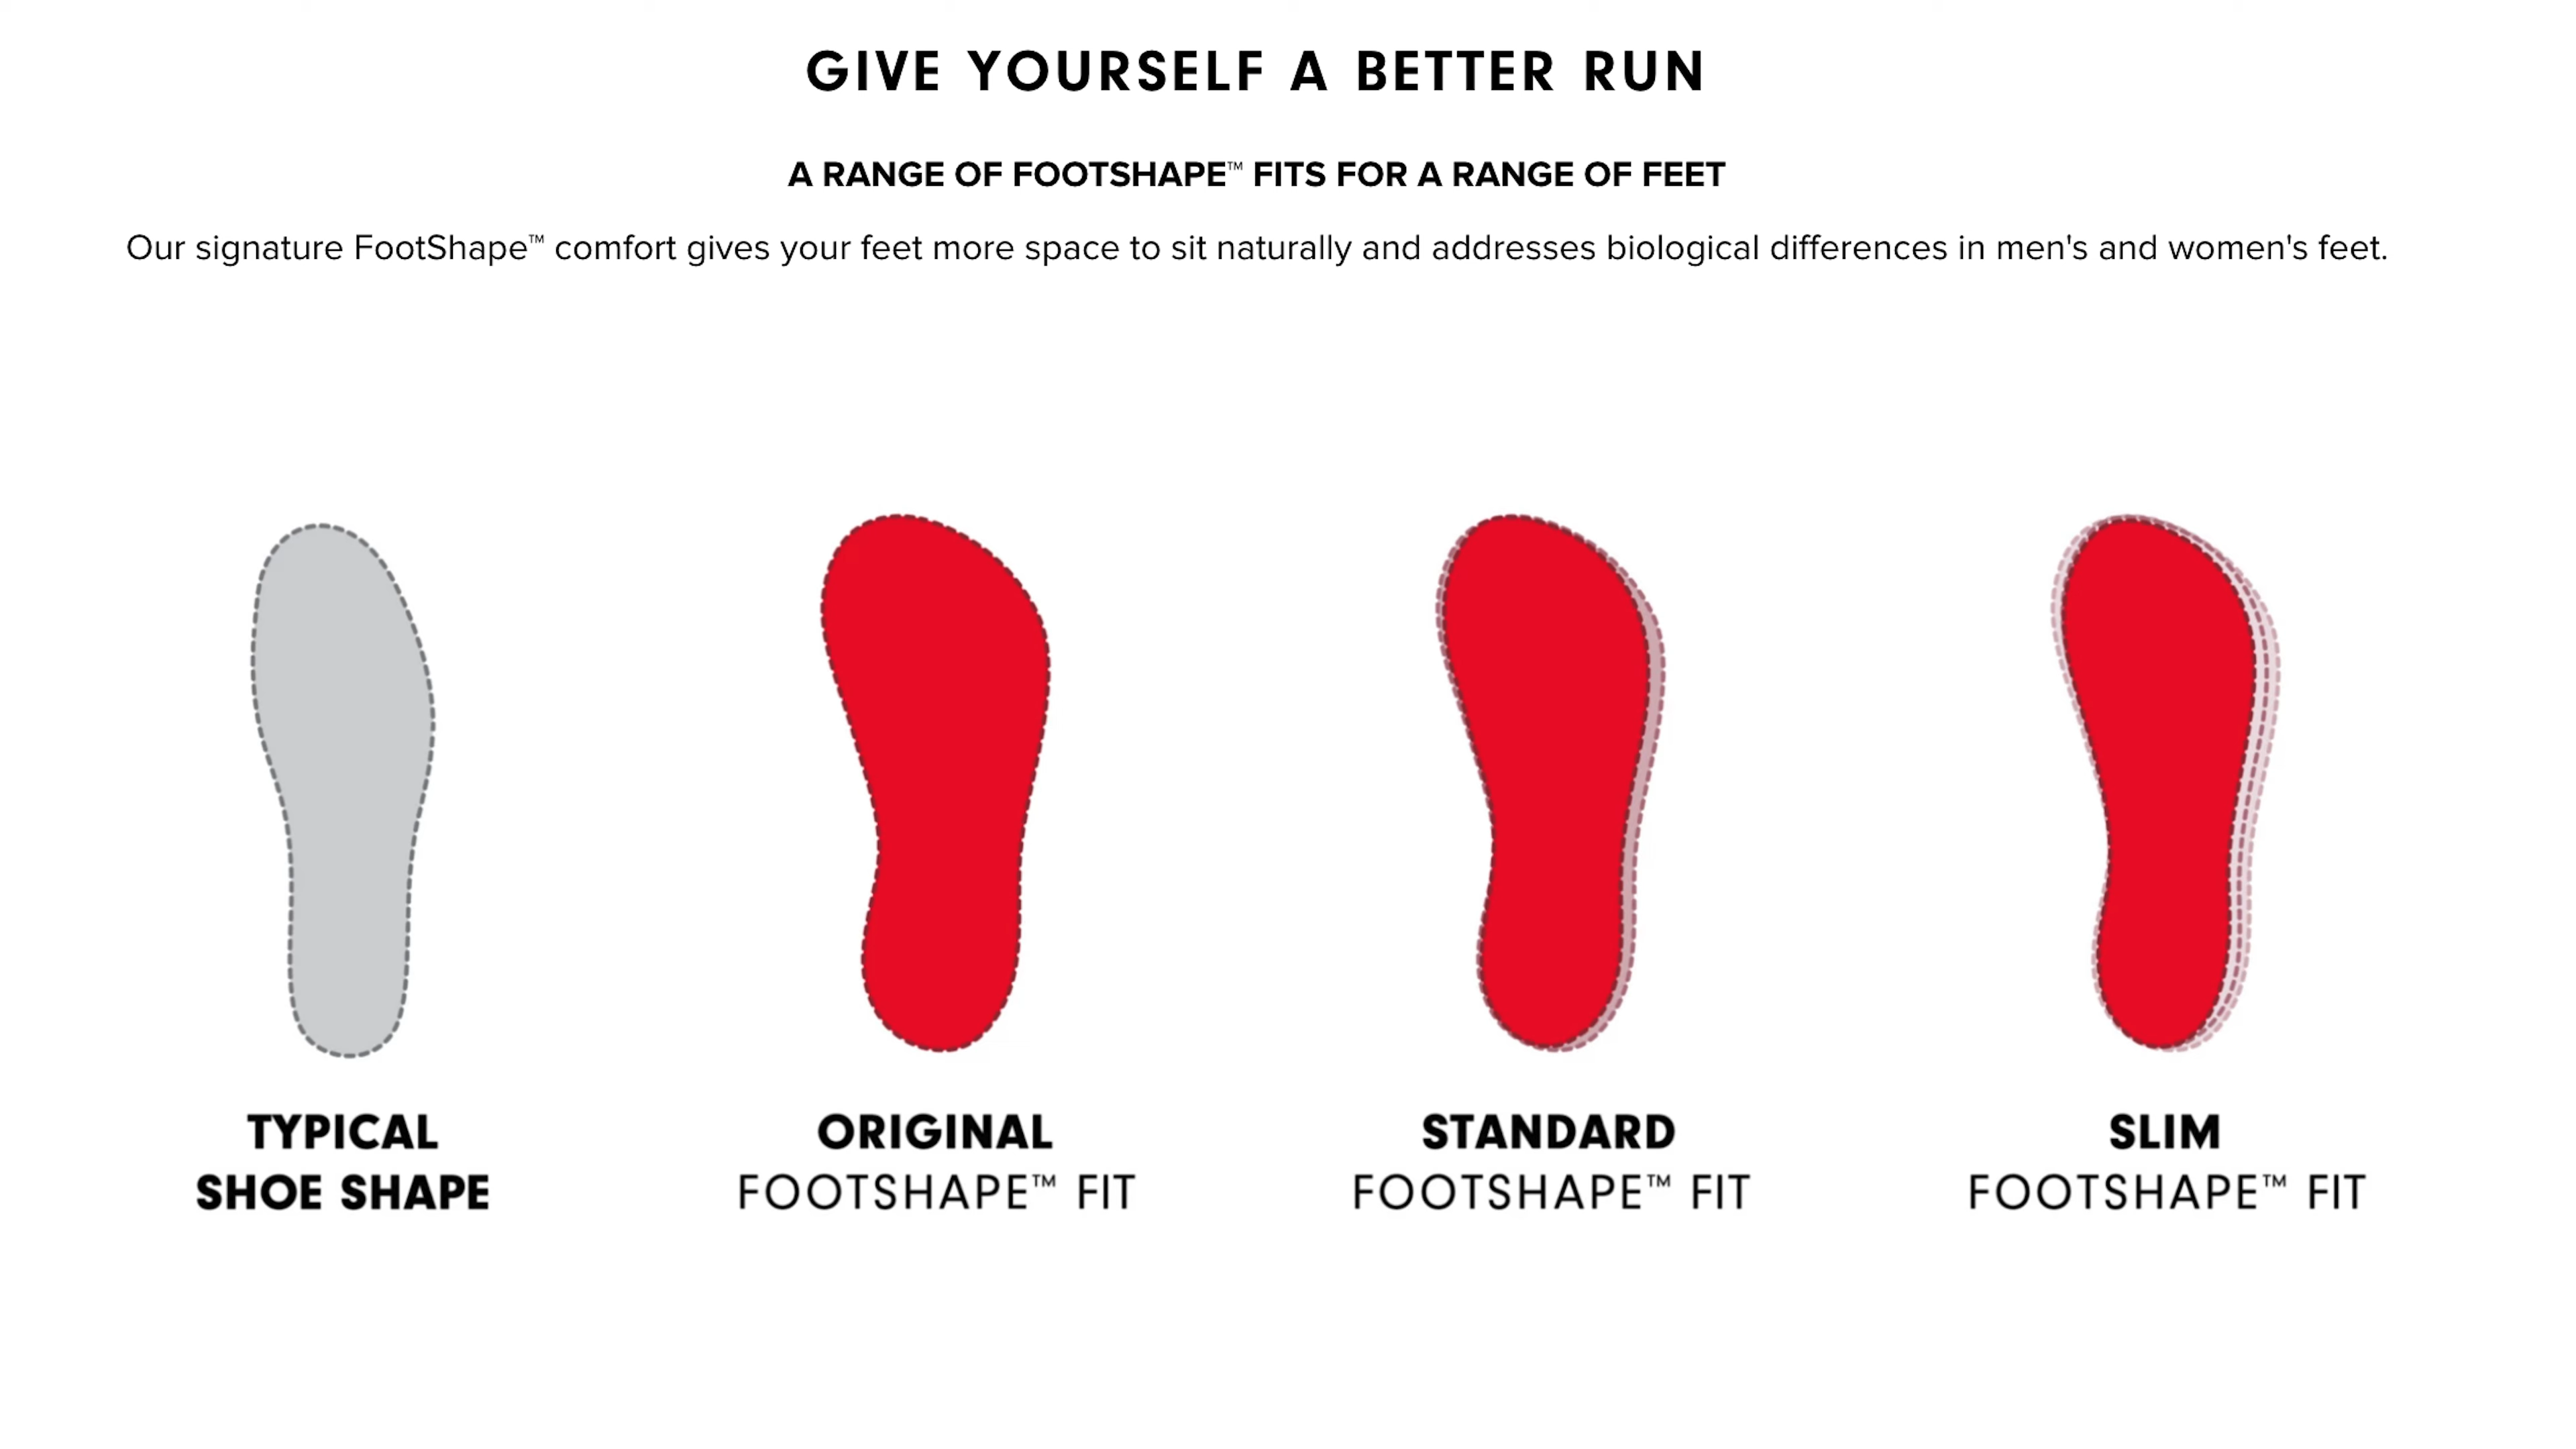 GIVE YOURSELF A BETTER RUN
A RANGE OF FOOTSHAPE™ FITS FOR A RANGE OF FEET
Our signature FootShape™ comfort gives your feet more space to sit naturally and addresses biological differences in men's and women's feet.
TYPICAL
SHOE SHAPE
ORIGINAL
FOOTSHAPE™ FIT
STANDARD
FOOTSHAPE™ FIT
SLIM
FOOTSHAPE™ FIT